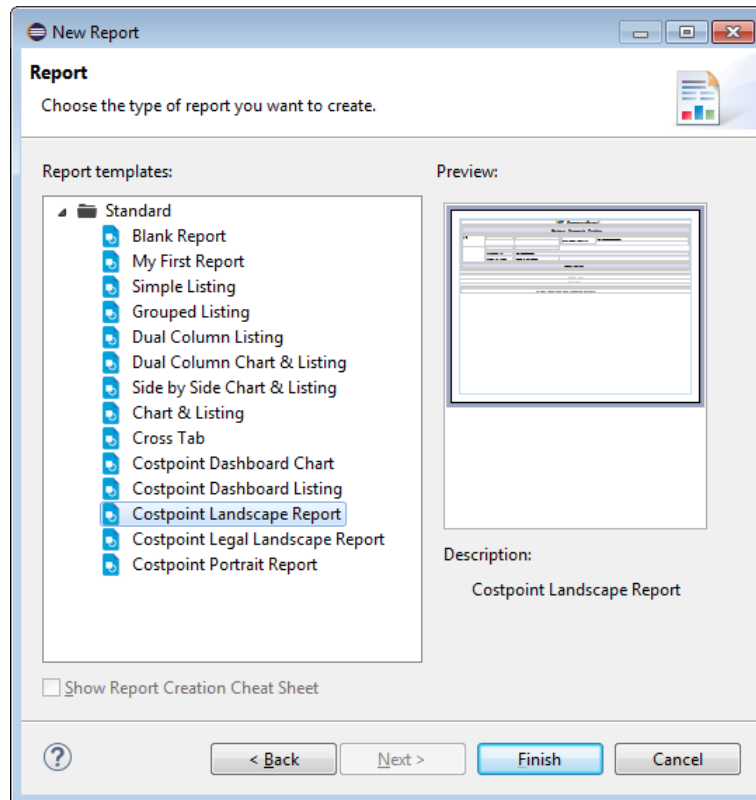 New Report
Report
Choose the type of report you want to create.
Report templates:
Preview:
Standard
Blank Report
My First Report
Simple Listing
Grouped Listing
Dual Column Listing
Dual Column Chart & Listing
Side by Side Chart & Listing
Chart & Listing
Cross Tab
Costpoint Dashboard Chart
Costpoint Dashboard Listing
Costpoint Landscape Report
Costpoint Legal Landscape Report
Costpoint Portrait Report
Description:
Costpoint Landscape Report
Show Report Creation Cheat Sheet
? < Back Next > Finish Cancel